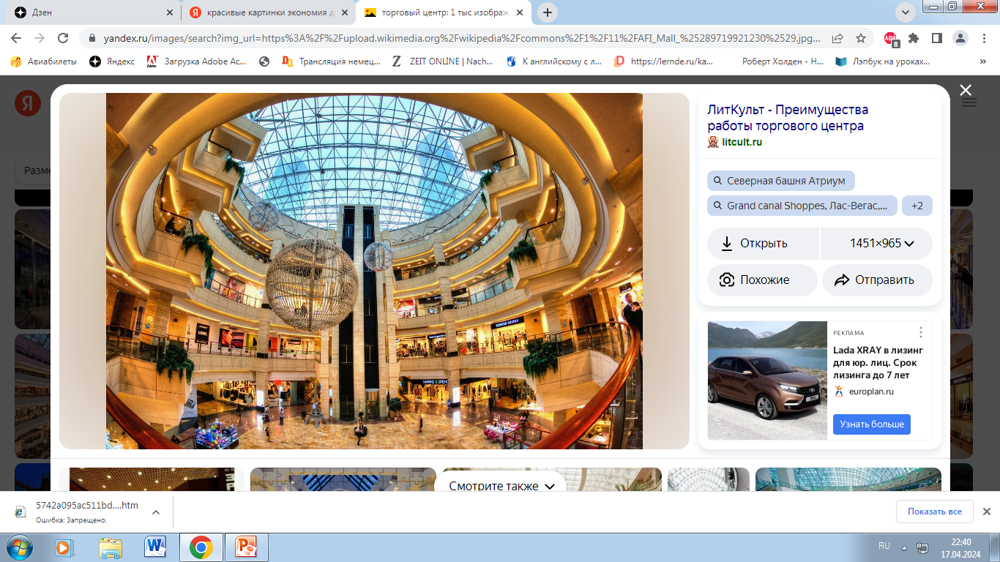 Дзен
красивые картинки экономия д
торговый центр: 1 тыс изображ
yandex.ru/images/search?img_url=https%3A%2F%2Fupload.wikimedia.org%2Fwikipedia%2Fcommons%2F1%2F11%2FAFI_Mall_%25289719921230%2529.jpg...
ABP
8
Авиабилеты
Яндекс
Загрузка Adobe Ac...
Трансляция немец...
ZEIT ONLINE | Nach...
К английскому с л...
https://lernde.ru/ka...
Роберт Холден - Н...
Лэпбук на уроках...
»
Я
Разме
ЛитКульт - Преимущества
работы торгового центра
litcult.ru
Северная башня Атриум
Grand canal Shoppes, Лас-Вегас,...
+2
Открыть
1451×965
Похожие
Отправить
РЕКЛАМА
Lada XRAY в лизинг
для юр. лиц. Срок
лизинга до 7 лет
europlan.ru
Узнать больше
MARKS & SPENCER
Смотрите также
5742a095ac511bd....htm
Ошибка: Запрещено.
Показать все
RU
22:40
17.04.2024